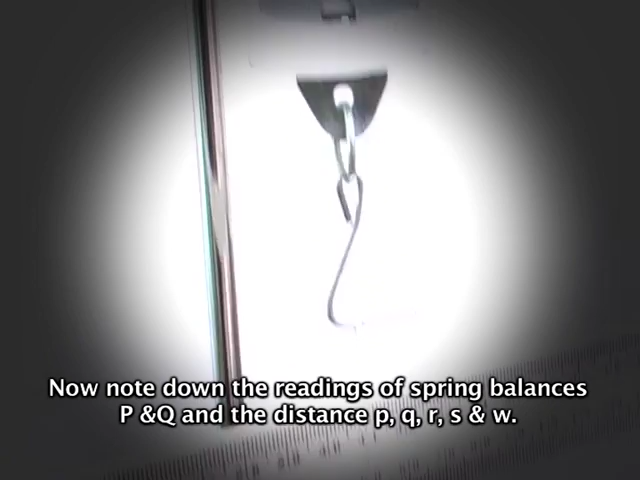 Now note down the readings of spring balances
P &Q and the distance p, q, r, s & w.